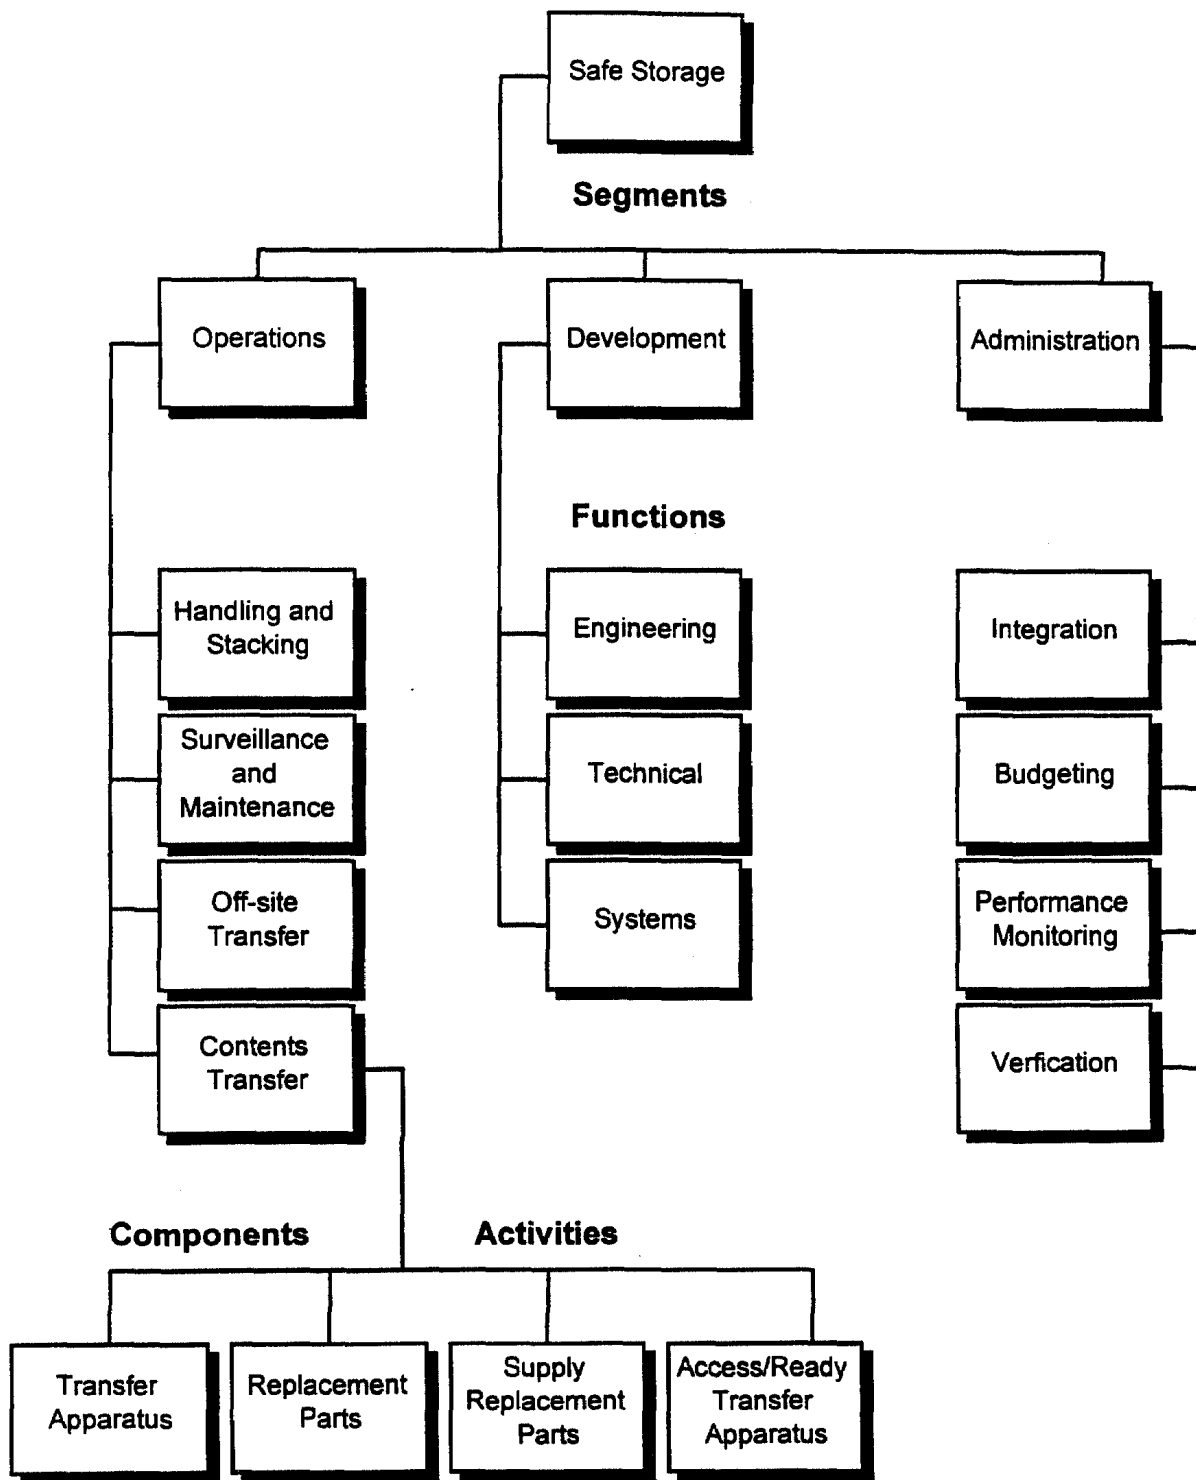 Safe Storage
Segments
Operations
Development
Administration
Functions
Handling and
Stacking
Engineering
Integration
Surveillance
and
Maintenance
Technical
Budgeting
Off-site
Transfer
Systems
Performance
Monitoring
Contents
Transfer
Verfication
Components
Activities
Transfer
Apparatus
Replacement
Parts
Supply
Replacement
Parts
Access/Ready
Transfer
Apparatus